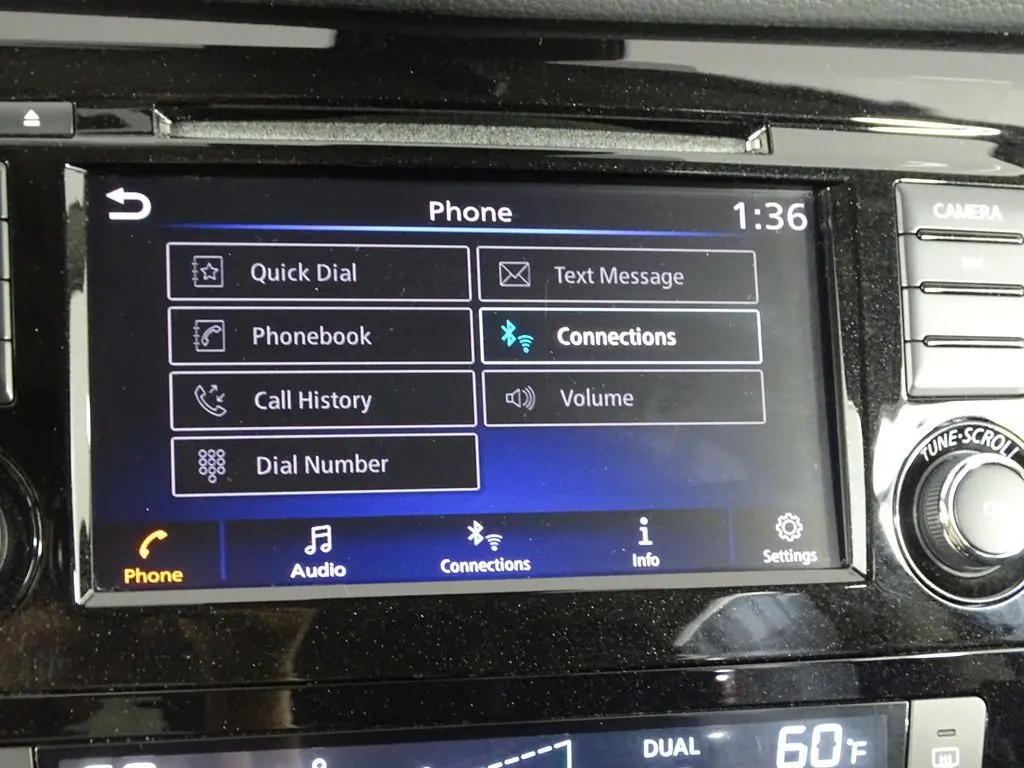 Phone
1:36
CAMERA
Quick Dial
Text Message
Phonebook
Connections
Call History
Volume
Dial Number
TUNE·SCROLL
Phone
Audio
Connections
Info
Settings
DUAL
60°F